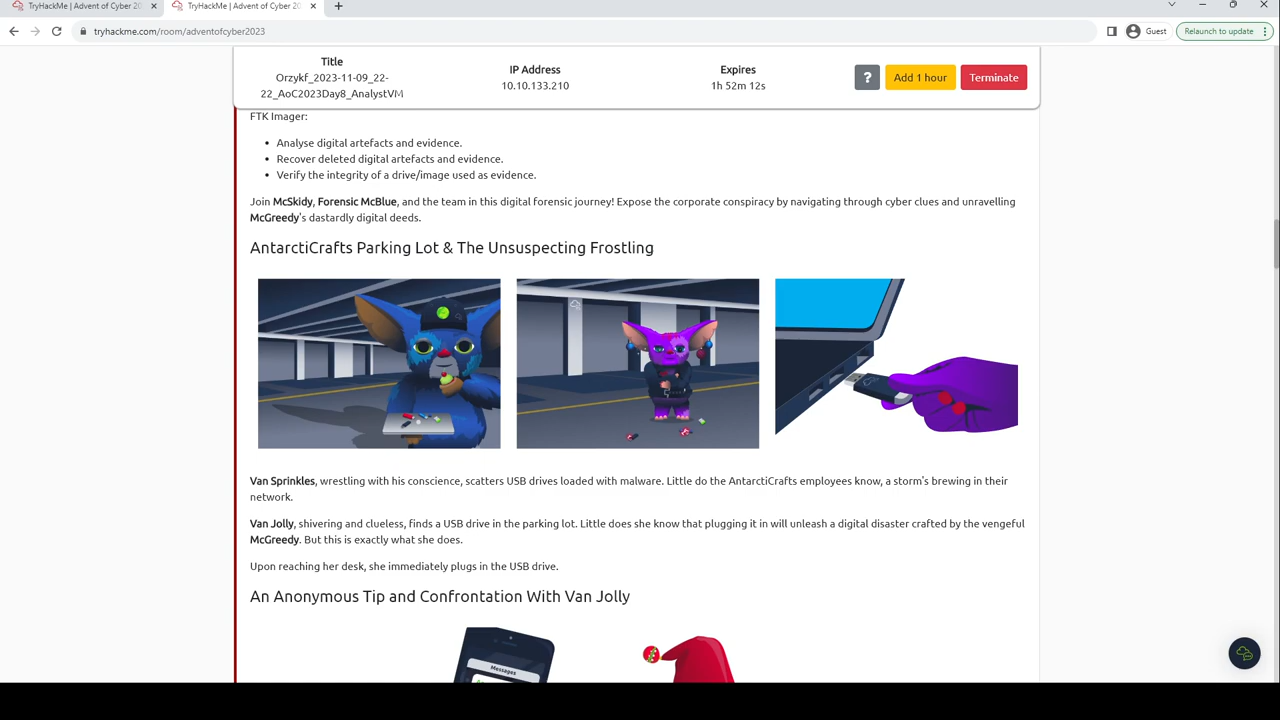 TryHackMe | Advent of Cyber 20
TryHackMe | Advent of Cyber 20
tryhackme.com/room/adventofcyber2023
Guest
Relaunch to update
Title
Orzykf_2023-11-09_22-
22_AoC2023Day8_AnalystVM
IP Address
10.10.133.210
Expires
1h 52m 12s
?
Add 1 hour
Terminate
FTK Imager:
• Analyse digital artefacts and evidence.
• Recover deleted digital artefacts and evidence.
• Verify the integrity of a drive/image used as evidence.
Join McSkidy, Forensic McBlue, and the team in this digital forensic journey! Expose the corporate conspiracy by navigating through cyber clues and unravelling
McGreedy's dastardly digital deeds.
AntarctiCrafts Parking Lot & The Unsuspecting Frostling
Van Sprinkles, wrestling with his conscience, scatters USB drives loaded with malware. Little do the AntarctiCrafts employees know, a storm's brewing in their
network.
Van Jolly, shivering and clueless, finds a USB drive in the parking lot. Little does she know that plugging it in will unleash a digital disaster crafted by the vengeful
McGreedy. But this is exactly what she does.
Upon reaching her desk, she immediately plugs in the USB drive.
An Anonymous Tip and Confrontation With Van Jolly
Messages